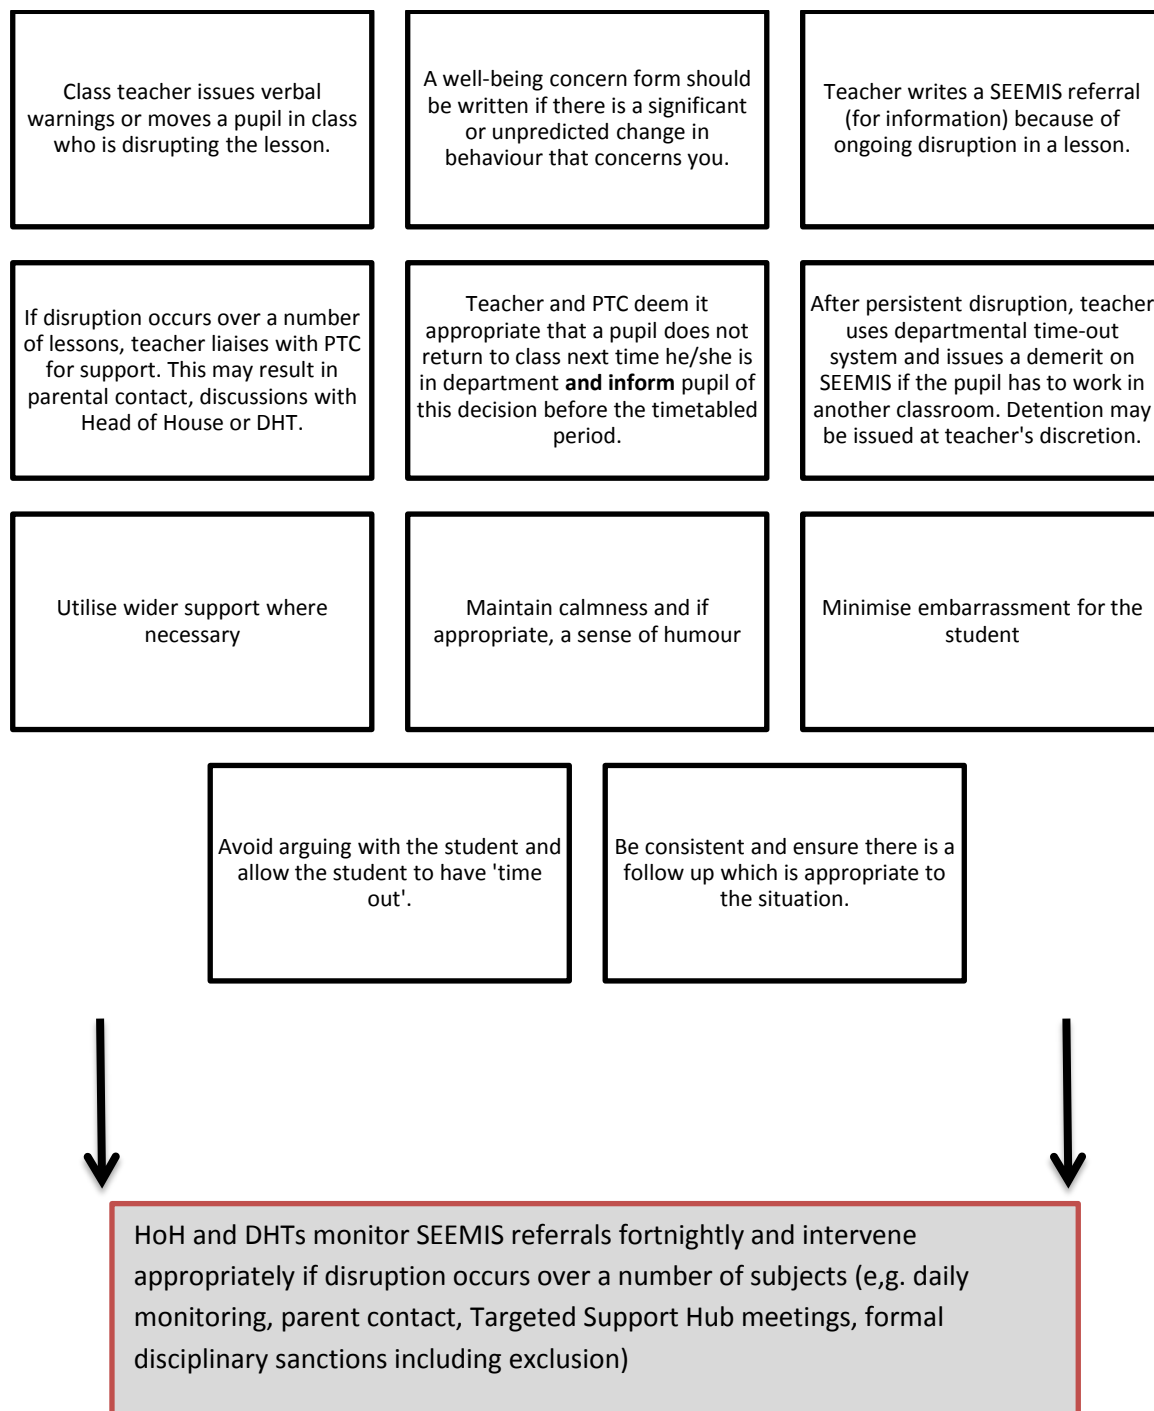 Class teacher issues verbal
warnings or moves a pupil in class
who is disrupting the lesson.
A well-being concern form should
be written if there is a significant
or unpredicted change in
behaviour that concerns you.
Teacher writes a SEEMIS referral
(for information) because of
ongoing disruption in a lesson.
If disruption occurs over a number
of lessons, teacher liaises with PTC
for support. This may result in
parental contact, discussions with
Head of House or DHT.
Teacher and PTC deem it
appropriate that a pupil does not
return to class next time he/she is
in department and inform pupil of
this decision before the timetabled
period.
After persistent disruption, teacher
uses departmental time-out
system and issues a demerit on
SEEMIS if the pupil has to work in
another classroom. Detention may
be issued at teacher's discretion.
Utilise wider support where
necessary
Maintain calmness and if
appropriate, a sense of humour
Minimise embarrassment for the
student
Avoid arguing with the student and
allow the student to have 'time
out'.
Be consistent and ensure there is a
follow up which is appropriate to
the situation.
HoH and DHTs monitor SEEMIS referrals fortnightly and intervene
appropriately if disruption occurs over a number of subjects (e,g. daily
monitoring, parent contact, Targeted Support Hub meetings, formal
disciplinary sanctions including exclusion)